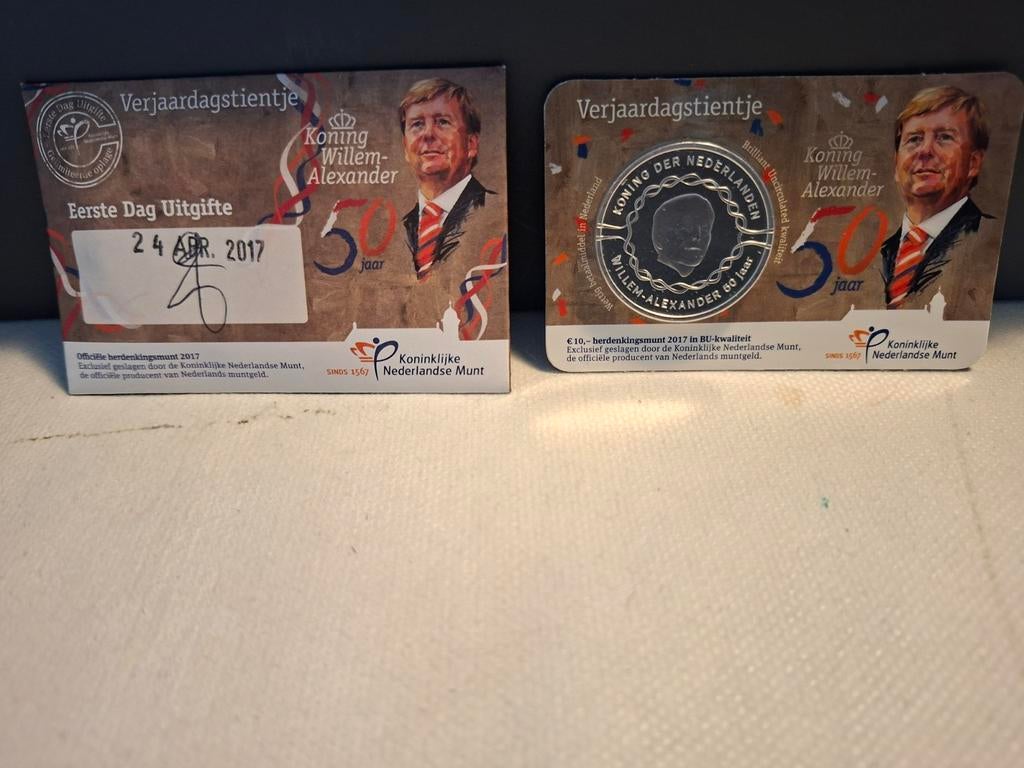 Verjaardagstientje
Eerste Dag Uitgifte
Gelimiteerde oplage
Koning
Willem-
Alexander
Eerste Dag Uitgifte
24 APR. 2017
50
jaar
Officiële herdenkingsmunt 2017
Exclusief geslagen door de Koninklijke Nederlandse Munt,
de officiële producent van Nederlands muntgeld.
SINDS 1567
Koninklijke
Nederlandse Munt
Verjaardagstientje
Koning
Willem-
Alexander
50
jaar
Wettig betaalmiddel in Nederland
Brilliant Uncirculated kwaliteit
KONING DER NEDERLANDEN
WILLEM-ALEXANDER 50 jaar
€ 10,- herdenkingsmunt 2017 in BU-kwaliteit
Exclusief geslagen door de Koninklijke Nederlandse Munt,
de officiële producent van Nederlands muntgeld.
SINDS 1567
Koninklijke
Nederlandse Munt